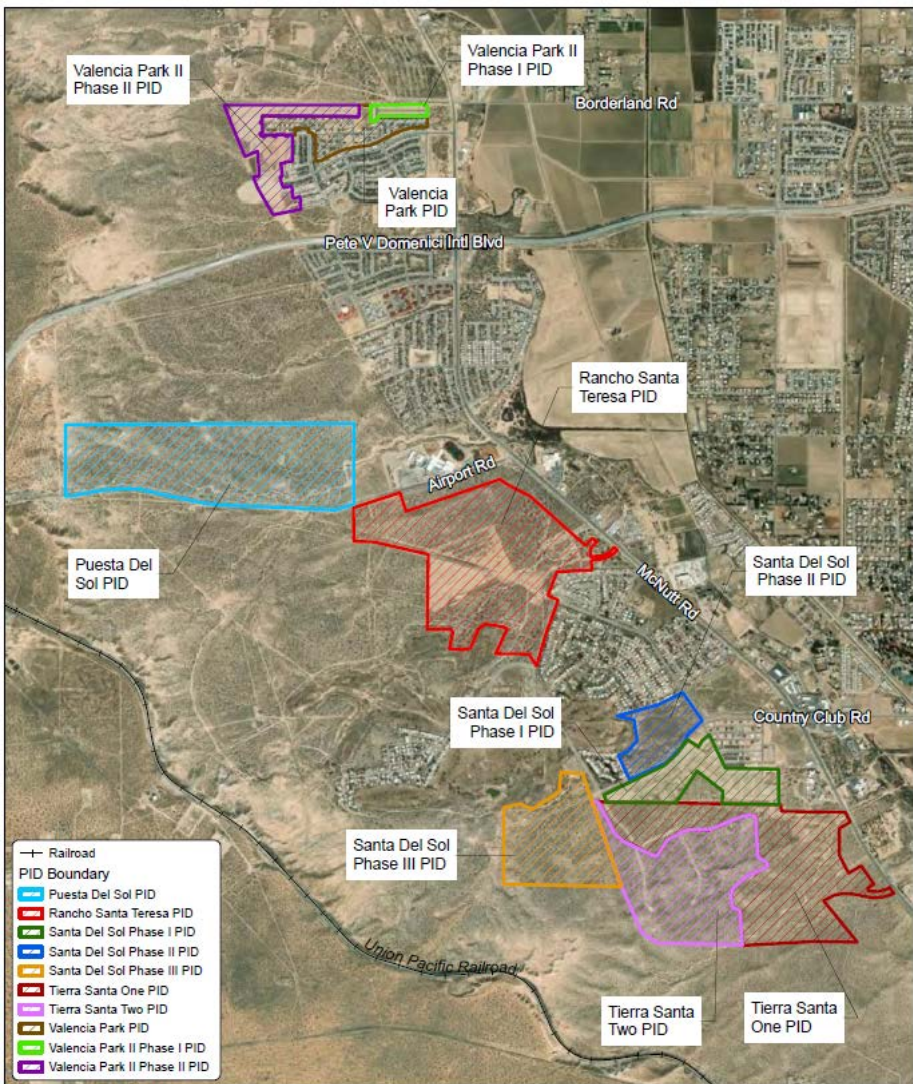 Valencia Park II
Phase II PID
Valencia Park II
Phase I PID
Borderland Rd
Valencia
Park PID
Pete V Domenici Intl Blvd
Rancho Santa
Teresa PID
Airport Rd
Puesta Del
Sol PID
McNutt Rd
Santa Del Sol
Phase II PID
Santa Del Sol
Phase I PID
Country Club Rd
Santa Del Sol
Phase III PID
Union Pacific Railroad
Tierra Santa
Two PID
Tierra Santa
One PID
Railroad
PID Boundary
Puesta Del Sol PID
Rancho Santa Teresa PID
Santa Del Sol Phase I PID
Santa Del Sol Phase II PID
Santa Del Sol Phase III PID
Tierra Santa One PID
Tierra Santa Two PID
Valencia Park PID
Valencia Park II Phase I PID
Valencia Park II Phase II PID